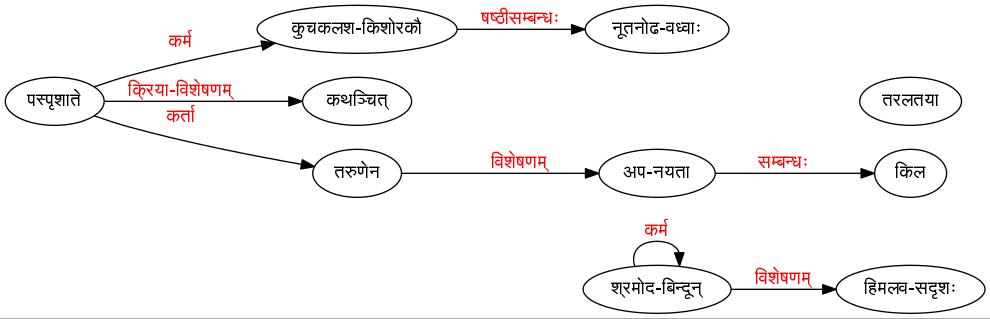 कुचकलश-किशोरकौ
षष्ठीसम्बन्धः
नूतनोढ-वध्वाः
कर्म
पस्पृशाते
क्रिया-विशेषणम्
कथञ्चित्
तरलतया
कर्ता
तरुणेन
विशेषणम्
अप-नयता
सम्बन्धः
किल
कर्म
श्रमोद-बिन्दून्
विशेषणम्
हिमलव-सदृशः